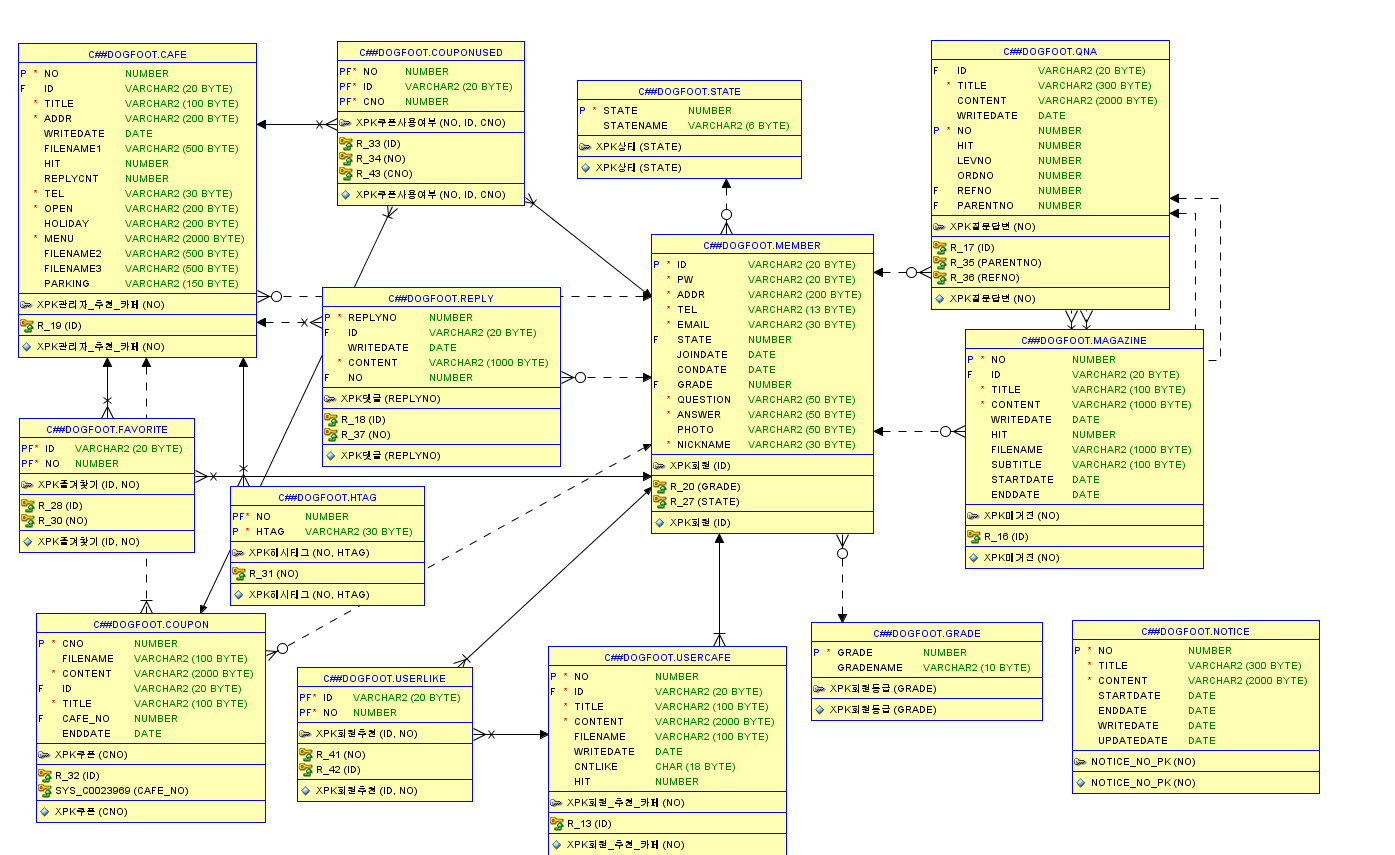 C##DOGFOOT.CAFE
P * NO NUMBER
F ID VARCHAR2 (20 BYTE)
* TITLE VARCHAR2 (100 BYTE)
* ADDR VARCHAR2 (200 BYTE)
WRITEDATE DATE
FILENAME1 VARCHAR2 (500 BYTE)
HIT NUMBER
REPLYCNT NUMBER
* TEL VARCHAR2 (30 BYTE)
* OPEN VARCHAR2 (200 BYTE)
HOLIDAY VARCHAR2 (200 BYTE)
* MENU VARCHAR2 (2000 BYTE)
FILENAME2 VARCHAR2 (500 BYTE)
FILENAME3 VARCHAR2 (500 BYTE)
PARKING VARCHAR2 (150 BYTE)
XPK관리자_추천_카페 (NO)
R_19 (ID)
XPK관리자_추천_카페 (NO)
C##DOGFOOT.COUPONUSED
PF* NO NUMBER
PF* ID VARCHAR2 (20 BYTE)
PF* CNO NUMBER
XPK쿠폰사용여부 (NO, ID, CNO)
R_33 (ID)
R_34 (NO)
R_43 (CNO)
XPK쿠폰사용여부 (NO, ID, CNO)
C##DOGFOOT.STATE
P * STATE NUMBER
STATENAME VARCHAR2 (6 BYTE)
XPK상태 (STATE)
XPK상태 (STATE)
C##DOGFOOT.QNA
F ID VARCHAR2 (20 BYTE)
* TITLE VARCHAR2 (300 BYTE)
CONTENT VARCHAR2 (2000 BYTE)
WRITEDATE DATE
P * NO NUMBER
HIT NUMBER
LEVNO NUMBER
ORDNO NUMBER
F REFNO NUMBER
F PARENTNO NUMBER
XPK질문답변 (NO)
R_17 (ID)
R_35 (PARENTNO)
R_36 (REFNO)
XPK질문답변 (NO)
C##DOGFOOT.MEMBER
P * ID VARCHAR2 (20 BYTE)
* PW VARCHAR2 (20 BYTE)
* ADDR VARCHAR2 (200 BYTE)
* TEL VARCHAR2 (13 BYTE)
* EMAIL VARCHAR2 (30 BYTE)
F STATE NUMBER
JOINDATE DATE
CONDATE DATE
F GRADE NUMBER
* QUESTION VARCHAR2 (50 BYTE)
* ANSWER VARCHAR2 (50 BYTE)
PHOTO VARCHAR2 (50 BYTE)
* NICKNAME VARCHAR2 (30 BYTE)
XPK회원 (ID)
R_20 (GRADE)
R_27 (STATE)
XPK회원 (ID)
C##DOGFOOT.REPLY
P * REPLYNO NUMBER
F ID VARCHAR2 (20 BYTE)
WRITEDATE DATE
* CONTENT VARCHAR2 (1000 BYTE)
F NO NUMBER
XPK댓글 (REPLYNO)
R_18 (ID)
R_37 (NO)
XPK댓글 (REPLYNO)
C##DOGFOOT.MAGAZINE
P * NO NUMBER
F ID VARCHAR2 (20 BYTE)
* TITLE VARCHAR2 (100 BYTE)
* CONTENT VARCHAR2 (1000 BYTE)
WRITEDATE DATE
HIT NUMBER
FILENAME VARCHAR2 (1000 BYTE)
SUBTITLE VARCHAR2 (100 BYTE)
STARTDATE DATE
ENDDATE DATE
XPK매거진 (NO)
R_16 (ID)
XPK매거진 (NO)
C##DOGFOOT.FAVORITE
PF* ID VARCHAR2 (20 BYTE)
PF* NO NUMBER
XPK즐겨찾기 (ID, NO)
R_28 (ID)
R_30 (NO)
XPK즐겨찾기 (ID, NO)
C##DOGFOOT.HTAG
PF* NO NUMBER
P * HTAG VARCHAR2 (30 BYTE)
XPK해시태그 (NO, HTAG)
R_31 (NO)
XPK해시태그 (NO, HTAG)
C##DOGFOOT.COUPON
P * CNO NUMBER
FILENAME VARCHAR2 (100 BYTE)
* CONTENT VARCHAR2 (2000 BYTE)
F ID VARCHAR2 (20 BYTE)
* TITLE VARCHAR2 (100 BYTE)
F CAFE_NO NUMBER
ENDDATE DATE
XPK쿠폰 (CNO)
R_32 (ID)
SYS_C0023969 (CAFE_NO)
XPK쿠폰 (CNO)
C##DOGFOOT.USERLIKE
PF* ID VARCHAR2 (20 BYTE)
PF* NO NUMBER
XPK회원추천 (ID, NO)
R_41 (NO)
R_42 (ID)
XPK회원추천 (ID, NO)
C##DOGFOOT.USERCAFE
P * NO NUMBER
F * ID VARCHAR2 (20 BYTE)
* TITLE VARCHAR2 (100 BYTE)
* CONTENT VARCHAR2 (2000 BYTE)
FILENAME VARCHAR2 (100 BYTE)
WRITEDATE DATE
CNTLIKE CHAR (18 BYTE)
HIT NUMBER
XPK회원_추천_카페 (NO)
R_13 (ID)
XPK회원_추천_카페 (NO)
C##DOGFOOT.GRADE
P * GRADE NUMBER
GRADENAME VARCHAR2 (10 BYTE)
XPK회원등급 (GRADE)
XPK회원등급 (GRADE)
C##DOGFOOT.NOTICE
P * NO NUMBER
* TITLE VARCHAR2 (300 BYTE)
* CONTENT VARCHAR2 (2000 BYTE)
STARTDATE DATE
ENDDATE DATE
WRITEDATE DATE
UPDATEDATE DATE
NOTICE_NO_PK (NO)
NOTICE_NO_PK (NO)